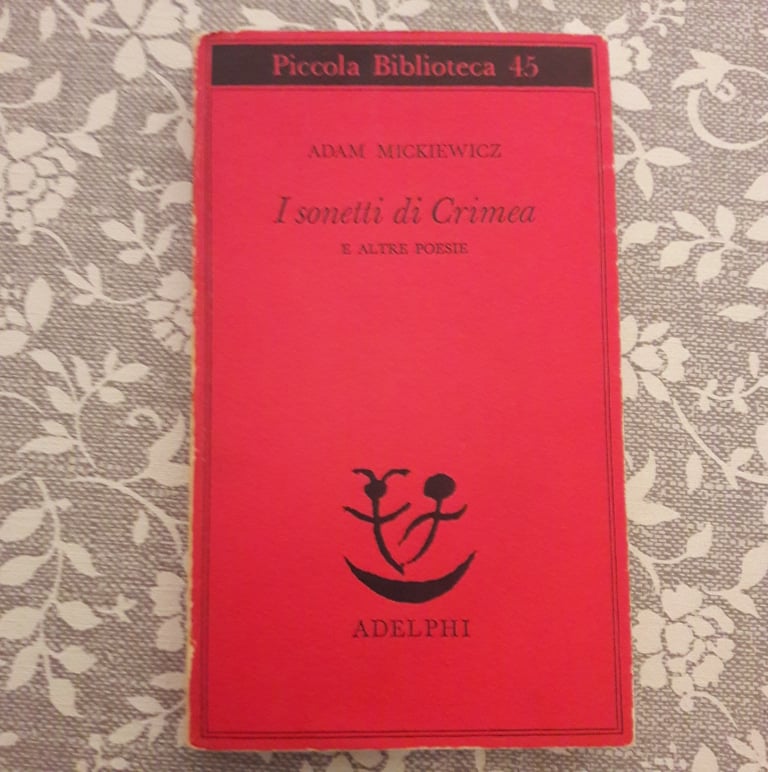 Piccola Biblioteca 45
ADAM MICKIEWICZ
I sonetti di Crimea
E ALTRE POESIE
ADELPHI